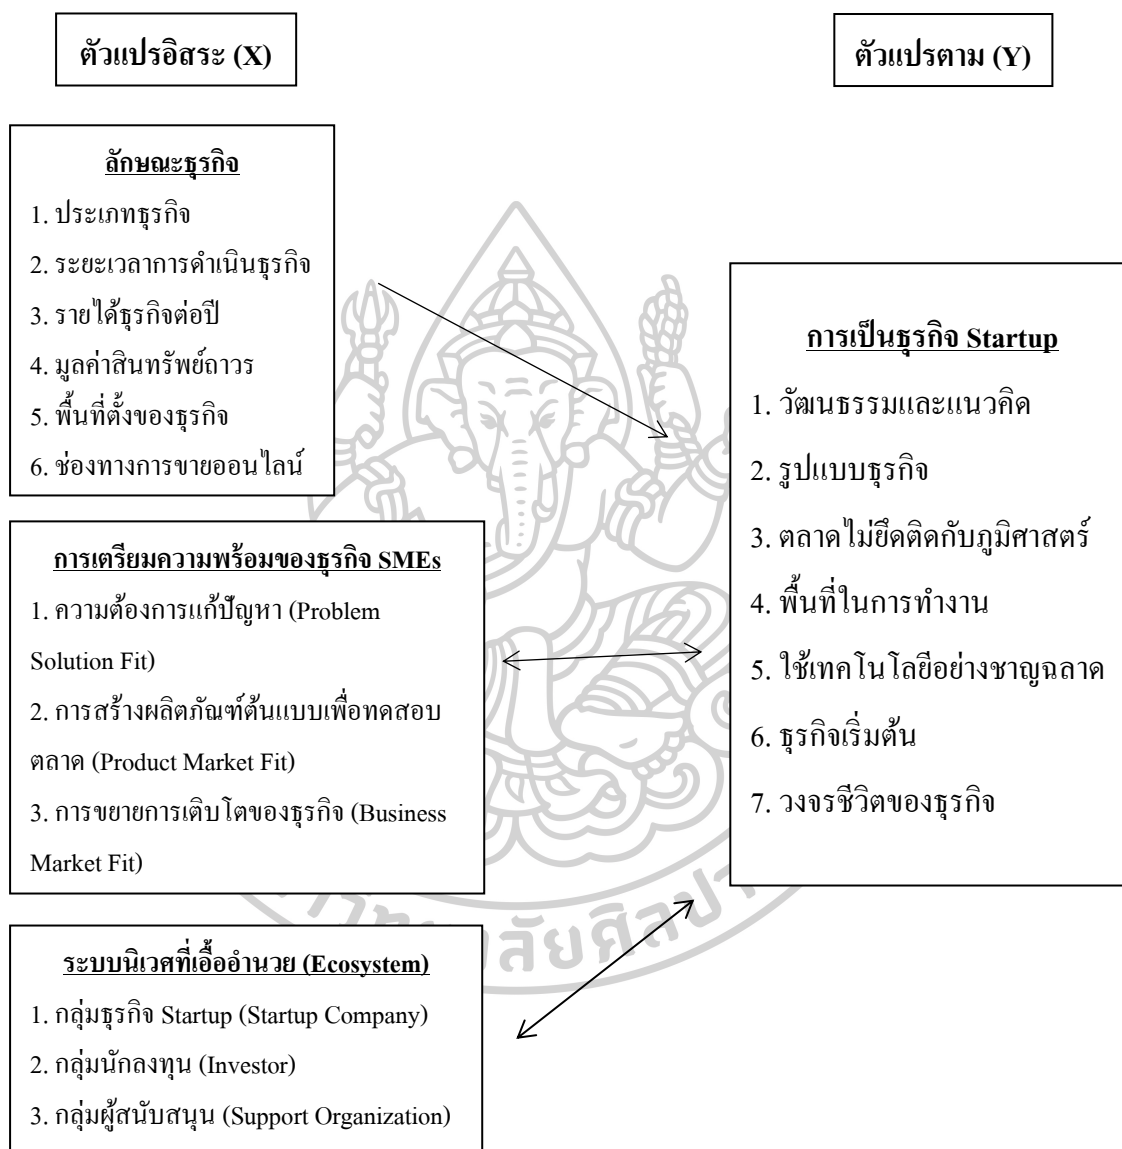 ตัวแปรอิสระ (X)
ตัวแปรตาม (Y)
ลักษณะธุรกิจ
1. ประเภทธุรกิจ
2. ระยะเวลาการดำเนินธุรกิจ
3. รายได้ธุรกิจต่อปี
4. มูลค่าสินทรัพย์ถาวร
5. พื้นที่ตั้งของธุรกิจ
6. ช่องทางการขายออนไลน์
การเตรียมความพร้อมของธุรกิจ SMEs
1. ความต้องการแก้ปัญหา (Problem
Solution Fit)
2. การสร้างผลิตภัณฑ์ต้นแบบเพื่อทดสอบ
ตลาด (Product Market Fit)
3. การขยายการเติบโตของธุรกิจ (Business
Market Fit)
ระบบนิเวศที่เอื้ออำนวย (Ecosystem)
1. กลุ่มธุรกิจ Startup (Startup Company)
2. กลุ่มนักลงทุน (Investor)
3. กลุ่มผู้สนับสนุน (Support Organization)
การเป็นธุรกิจ Startup
1. วัฒนธรรมและแนวคิด
2. รูปแบบธุรกิจ
3. ตลาดไม่ยึดติดกับภูมิศาสตร์
4. พื้นที่ในการทำงาน
5. ใช้เทคโนโลยีอย่างชาญฉลาด
6. ธุรกิจเริ่มต้น
7. วงจรชีวิตของธุรกิจ